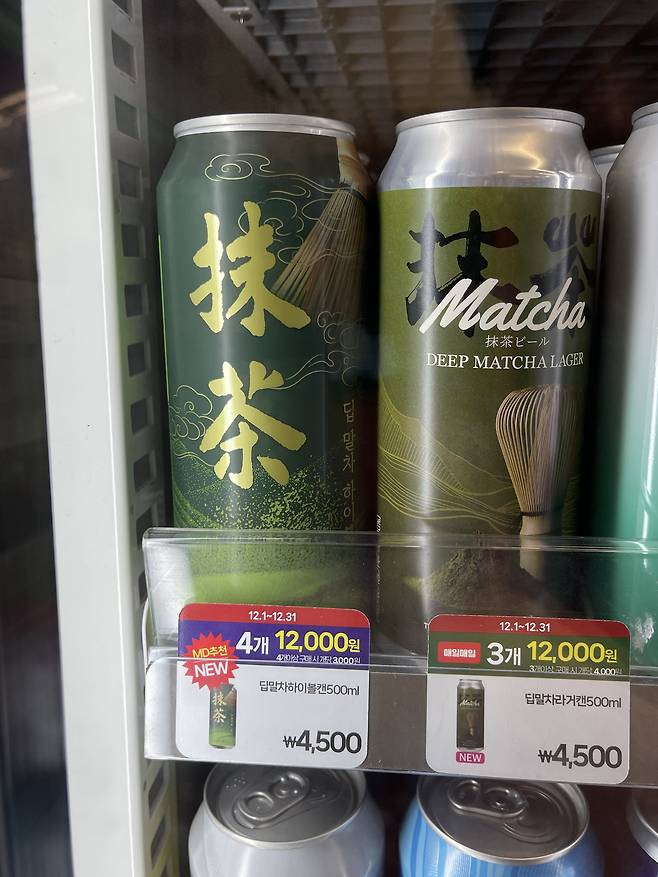 抹
茶
딥 말차 하이
抹茶
Matcha
抹茶ビール
DEEP MATCHA LAGER
12.1~12.31
MD추천
NEW
4개 12,000원
4개이상 구매 시 개당 3,000원
딥말차하이볼캔500ml
抹
茶
₩4,500
12.1~12.31
매일매일
3개 12,000원
3개이상 구매 시 개당 4,000원
딥말차라거캔500ml
Matcha
NEW
₩4,500